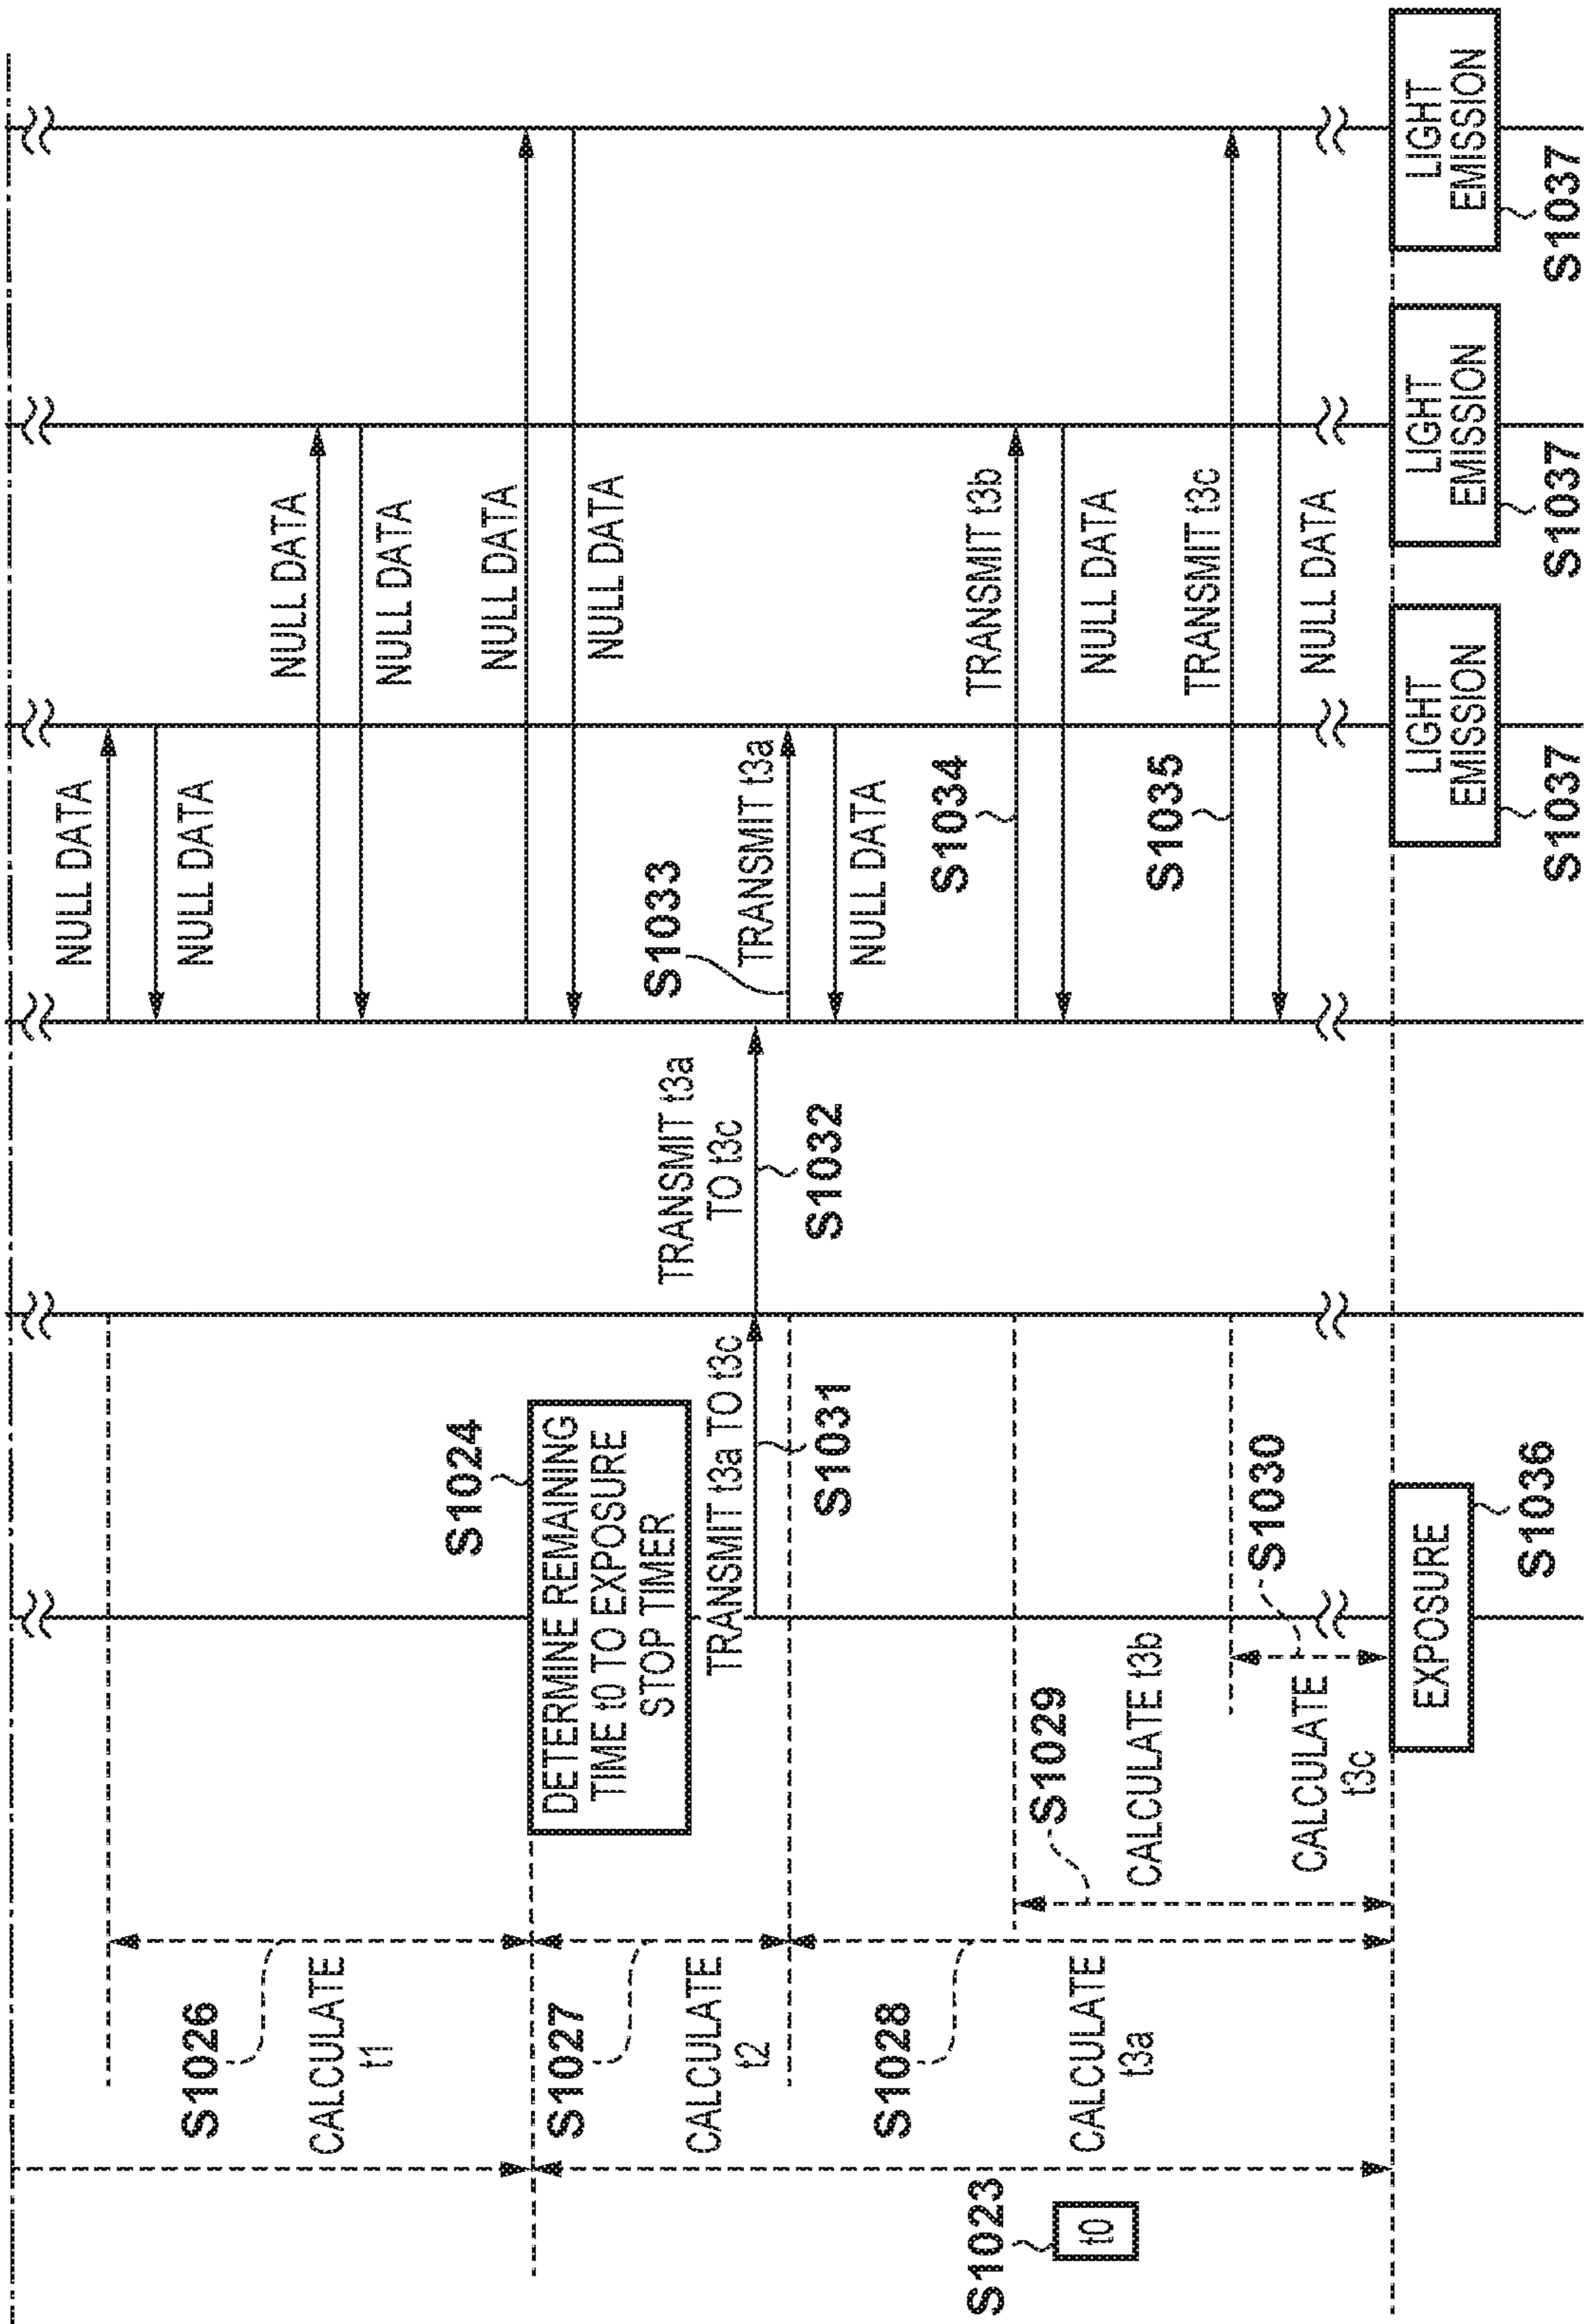 NULL DATA
NULL DATA
NULL DATA
NULL DATA
NULL DATA
NULL DATA
S1026
CALCULATE
t1
S1024
DETERMINE REMAINING
TIME t0 TO EXPOSURE
STOP TIMER
S1027
CALCULATE
t2
TRANSMIT t3a TO t3c
S1031
TRANSMIT t3a
TO t3c
S1032
S1033
TRANSMIT t3a
NULL DATA
S1028
CALCULATE
t3a
S1023
t0
S1034
TRANSMIT t3b
NULL DATA
S1029
CALCULATE t3b
S1035
TRANSMIT t3c
NULL DATA
S1030
CALCULATE
t3c
EXPOSURE
S1036
LIGHT
EMISSION
S1037
LIGHT
EMISSION
S1037
LIGHT
EMISSION
S1037